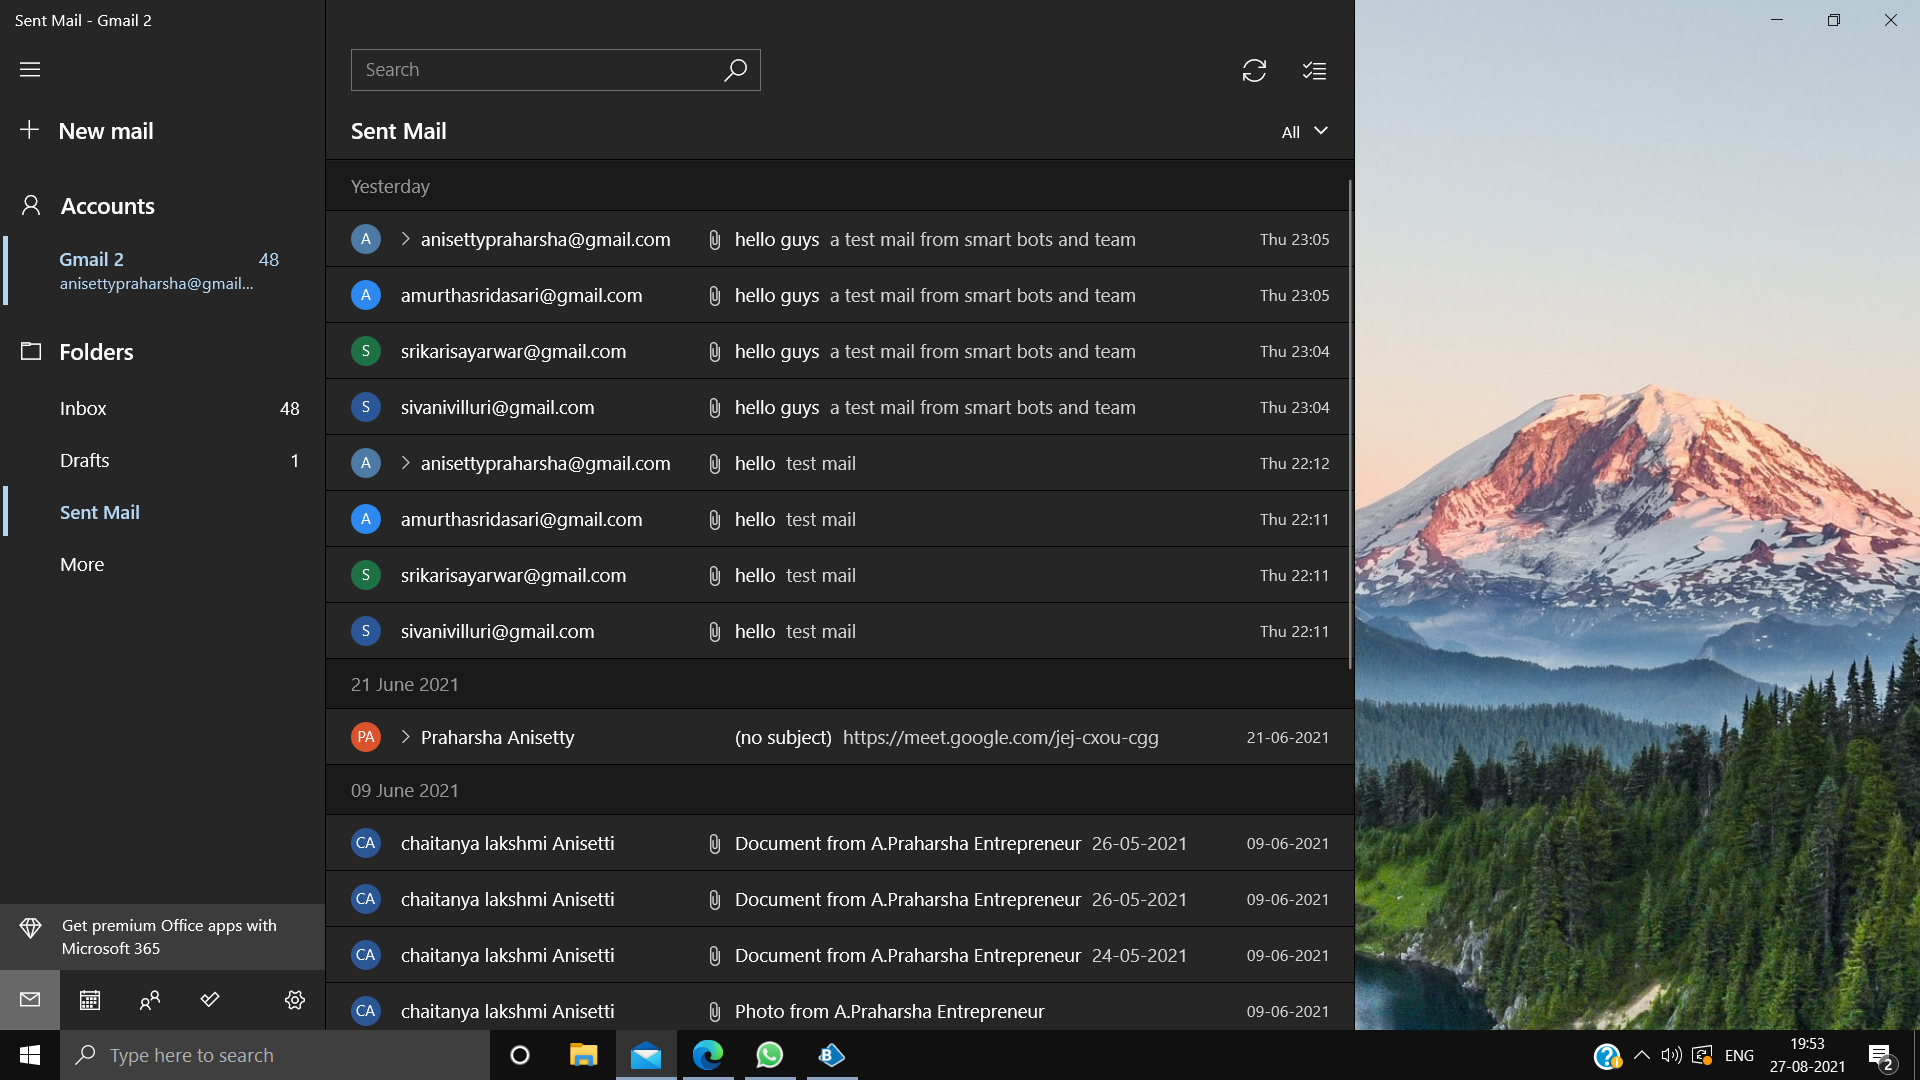 Sent Mail - Gmail 2
New mail
Accounts
Gmail 2 48
anisettypraharsha@gmail...
Folders
Inbox 48
Drafts 1
Sent Mail
More
Get premium Office apps with
Microsoft 365
Search
Sent Mail All
Yesterday
A anisettypraharsha@gmail.com hello guys a test mail from smart bots and team Thu 23:05
A amurthasridasari@gmail.com hello guys a test mail from smart bots and team Thu 23:05
S srikarisayarwar@gmail.com hello guys a test mail from smart bots and team Thu 23:04
S sivanivilluri@gmail.com hello guys a test mail from smart bots and team Thu 23:04
A anisettypraharsha@gmail.com hello test mail Thu 22:12
A amurthasridasari@gmail.com hello test mail Thu 22:11
S srikarisayarwar@gmail.com hello test mail Thu 22:11
S sivanivilluri@gmail.com hello test mail Thu 22:11
21 June 2021
PA Praharsha Anisetty (no subject) https://meet.google.com/jej-cxou-cgg 21-06-2021
09 June 2021
CA chaitanya lakshmi Anisetti Document from A.Praharsha Entrepreneur 26-05-2021 09-06-2021
CA chaitanya lakshmi Anisetti Document from A.Praharsha Entrepreneur 26-05-2021 09-06-2021
CA chaitanya lakshmi Anisetti Document from A.Praharsha Entrepreneur 24-05-2021 09-06-2021
CA chaitanya lakshmi Anisetti Photo from A.Praharsha Entrepreneur 09-06-2021
Type here to search
B
ENG
19:53
27-08-2021
2